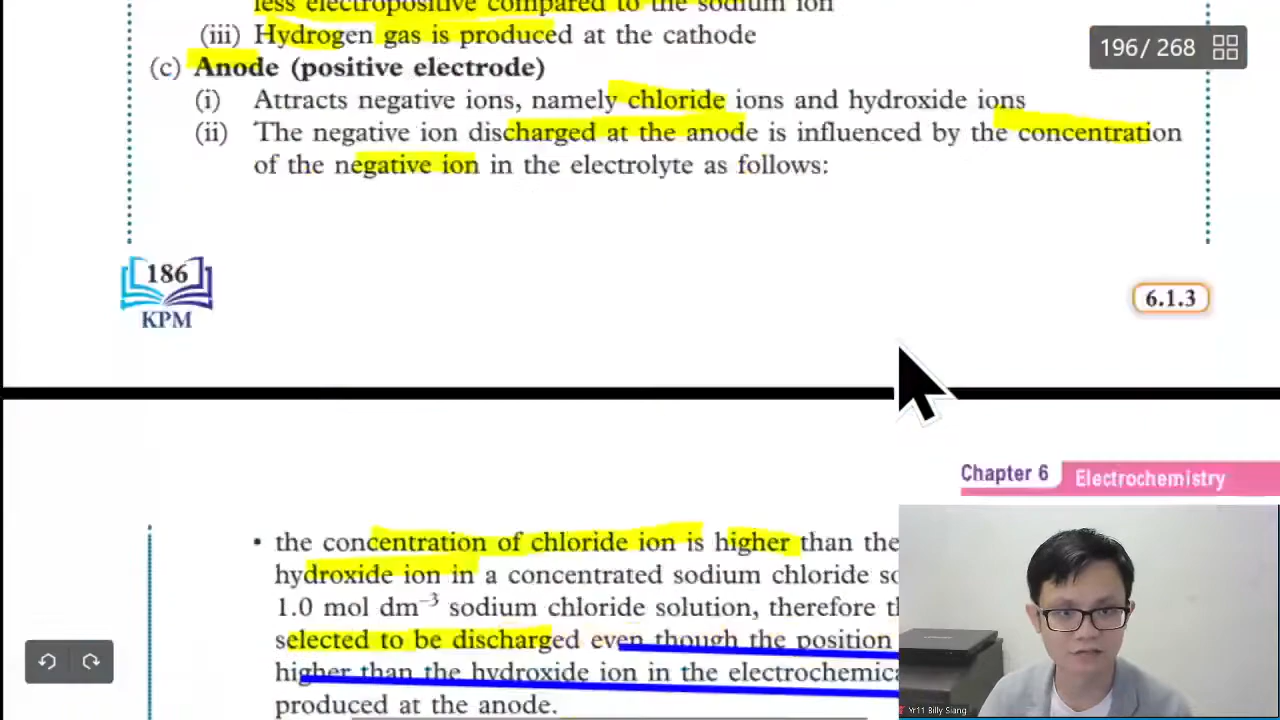 less electropositive compared to the sodium ion
(iii) Hydrogen gas is produced at the cathode
196/ 268
(c) Anode (positive electrode)
(i) Attracts negative ions, namely chloride ions and hydroxide ions
(ii) The negative ion discharged at the anode is influenced by the concentration
of the negative ion in the electrolyte as follows:
186
KPM
6.1.3
Chapter 6 Electrochemistry
• the concentration of chloride ion is higher than the
hydroxide ion in a concentrated sodium chloride
1.0 mol dm⁻³ sodium chloride solution, therefore
selected to be discharged even though the position
higher than the hydroxide ion in the
produced at the anode.
Yr11 Billy Siang